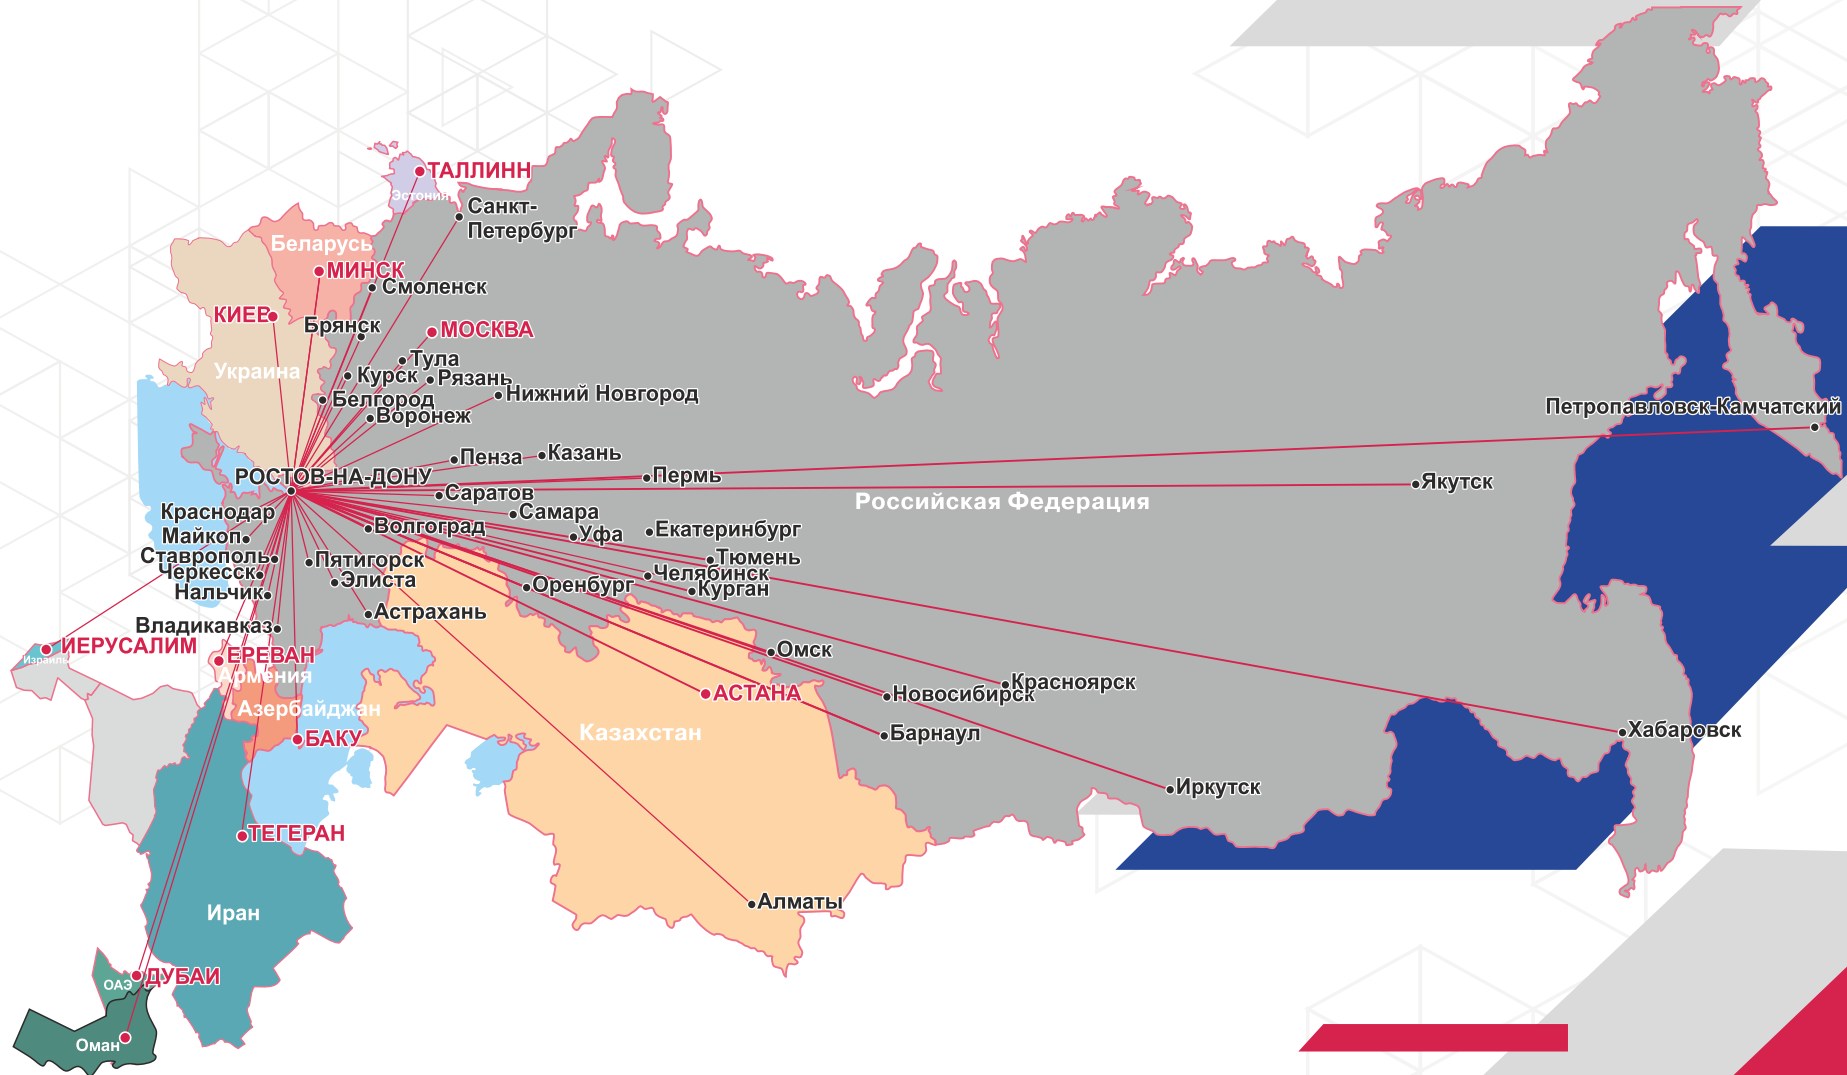 ТАЛЛИНН
Эстония
Санкт-
Петербург
Беларусь
МИНСК
Смоленск
КИЕВ
Брянск
МОСКВА
Тула
Украина
Курск
Рязань
Нижний Новгород
Белгород
Воронеж
Петропавловск-Камчатский
Пенза
Казань
РОСТОВ-НА-ДОНУ
Пермь
Якутск
Саратов
Российская Федерация
Краснодар
Самара
Волгоград
Екатеринбург
Майкоп
Уфа
Ставрополь
Пятигорск
Тюмень
Черкесск
Элиста
Челябинск
Нальчик
Оренбург
Курган
Астрахань
Владикавказ
ИЕРУСАЛИМ
Израиль
ЕРЕВАН
Омск
Армения
Красноярск
АСТАНА
Новосибирск
Азербайджан
БАКУ
Казахстан
Барнаул
Хабаровск
Иркутск
ТЕГЕРАН
Алматы
Иран
ДУБАИ
ОАЭ
Оман